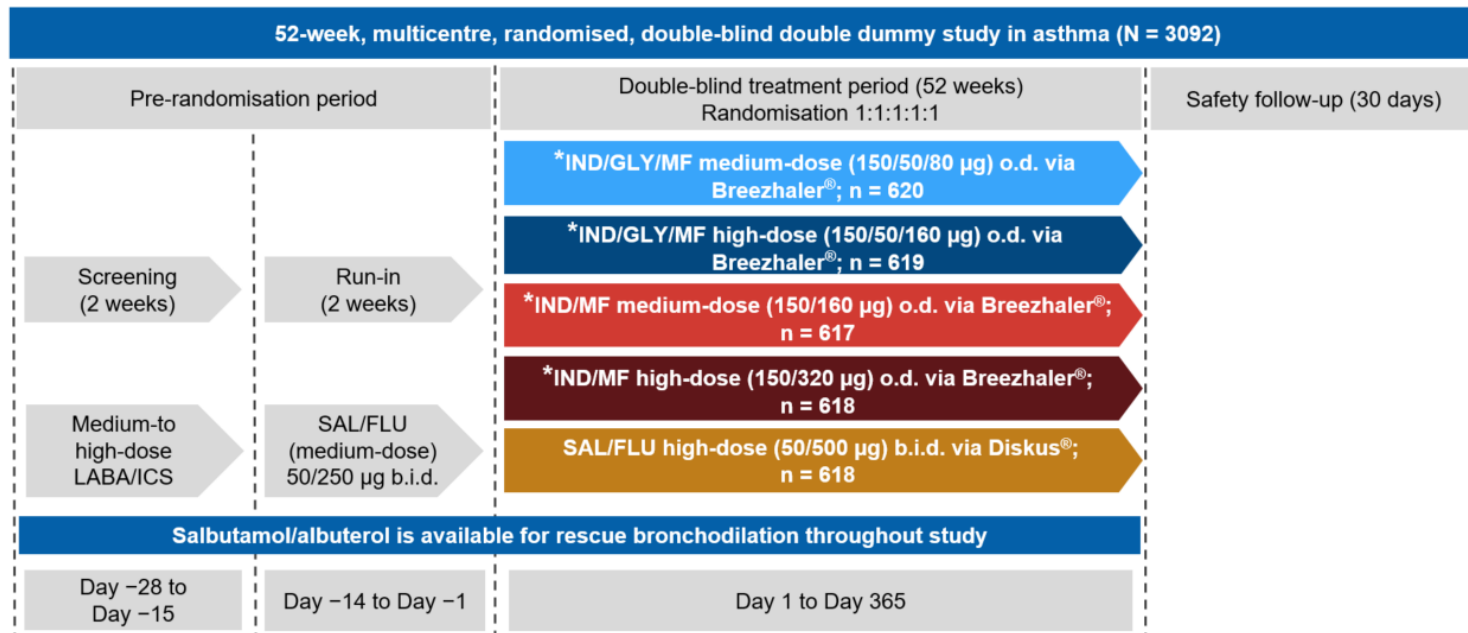 52-week, multicentre, randomised, double-blind double dummy study in asthma (N = 3092)
Pre-randomisation period
Double-blind treatment period (52 weeks)
Randomisation 1:1:1:1:1
Safety follow-up (30 days)
*IND/GLY/MF medium-dose (150/50/80 µg) o.d. via
Breezhaler®; n = 620
*IND/GLY/MF high-dose (150/50/160 µg) o.d. via
Breezhaler®; n = 619
Screening
(2 weeks)
Run-in
(2 weeks)
*IND/MF medium-dose (150/160 µg) o.d. via Breezhaler®;
n = 617
*IND/MF high-dose (150/320 µg) o.d. via Breezhaler®;
n = 618
Medium-to
high-dose
LABA/ICS
SAL/FLU
(medium-dose)
50/250 µg b.i.d.
SAL/FLU high-dose (50/500 µg) b.i.d. via Diskus®;
n = 618
Salbutamol/albuterol is available for rescue bronchodilation throughout study
Day −28 to
Day −15
Day −14 to Day −1
Day 1 to Day 365